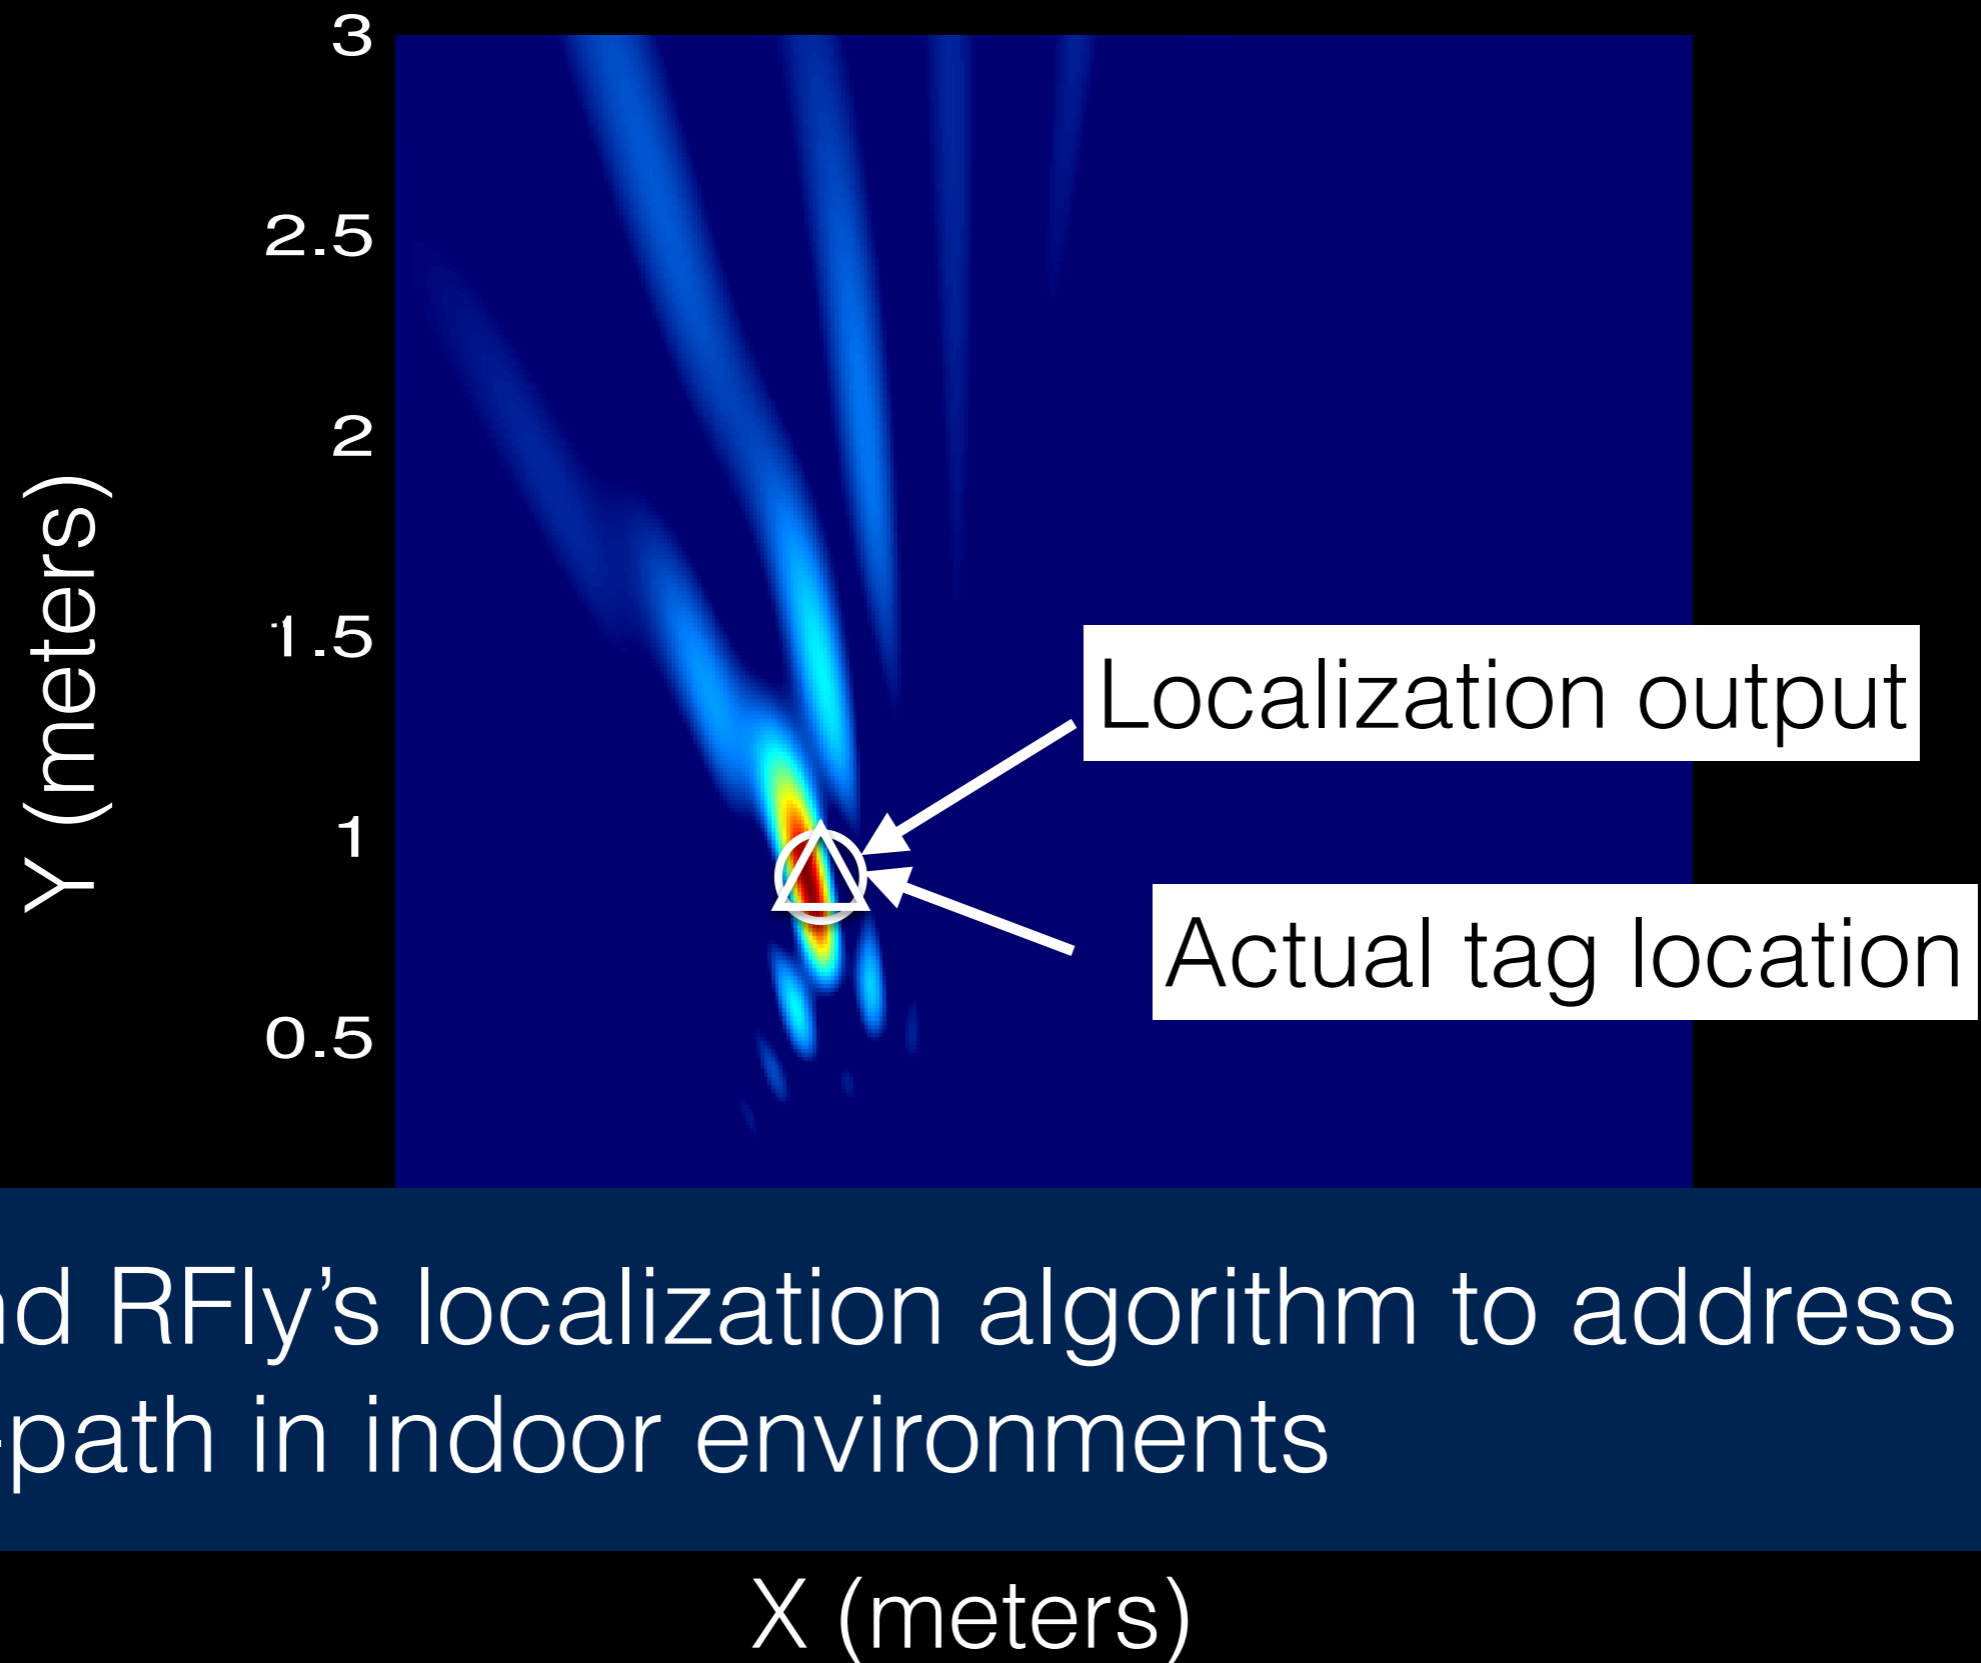 3
2.5
2
1.5
1
0.5
Y (meters)
Localization output
Actual tag location
RFly’s localization algorithm to address
-path in indoor environments
X (meters)